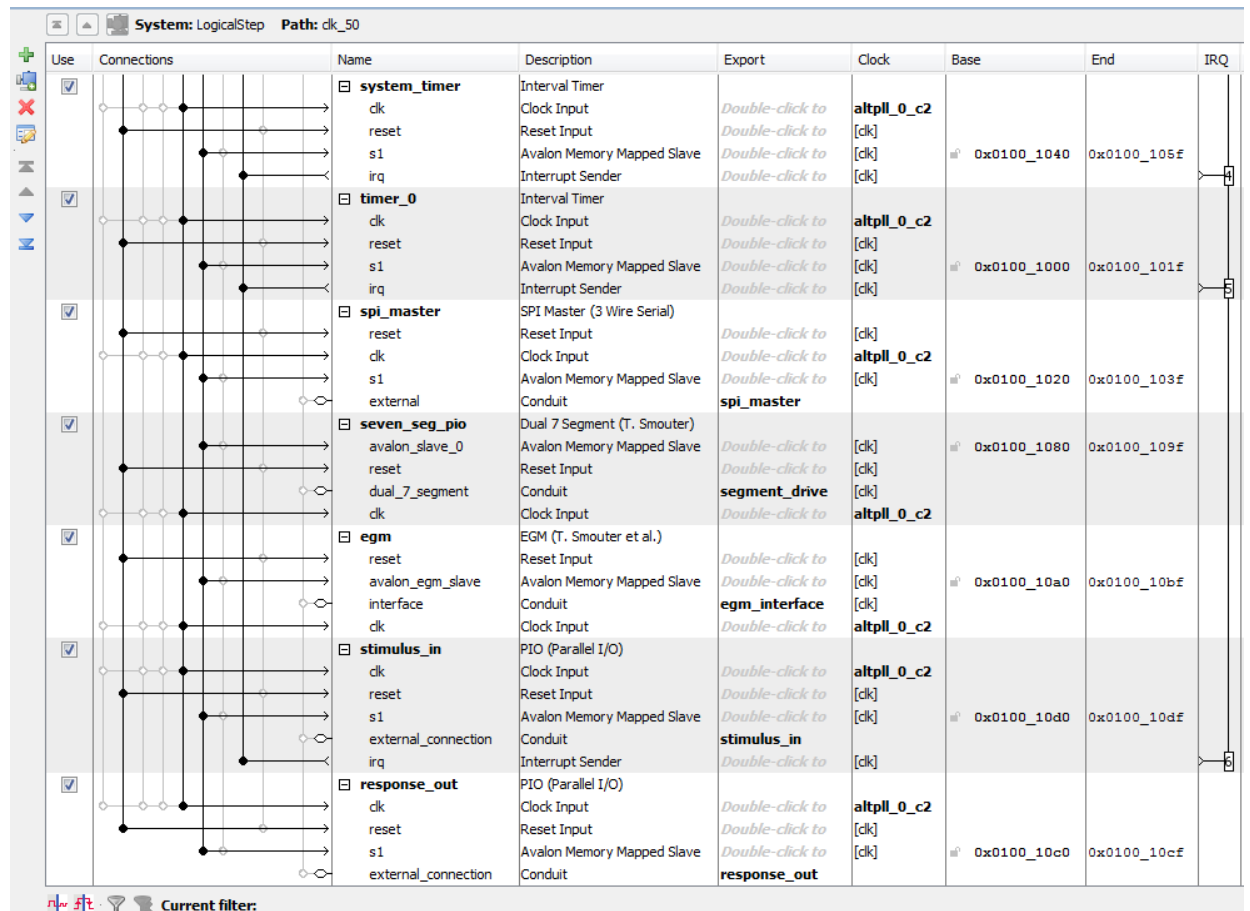 System: LogicalStep Path: clk_50
Use Connections Name Description Export Clock Base End IRQ
system_timer Interval Timer
clk Clock Input Double-click to altpll_0_c2
reset Reset Input Double-click to [clk]
s1 Avalon Memory Mapped Slave Double-click to [clk] 0x0100_1040 0x0100_105f
irq Interrupt Sender Double-click to [clk] 4
timer_0 Interval Timer
clk Clock Input Double-click to altpll_0_c2
reset Reset Input Double-click to [clk]
s1 Avalon Memory Mapped Slave Double-click to [clk] 0x0100_1000 0x0100_101f
irq Interrupt Sender Double-click to [clk] 5
spi_master SPI Master (3 Wire Serial)
reset Reset Input Double-click to [clk]
clk Clock Input Double-click to altpll_0_c2
s1 Avalon Memory Mapped Slave Double-click to [clk] 0x0100_1020 0x0100_103f
external Conduit spi_master
seven_seg_pio Dual 7 Segment (T. Smouter)
avalon_slave_0 Avalon Memory Mapped Slave Double-click to [clk] 0x0100_1080 0x0100_109f
reset Reset Input Double-click to [clk]
dual_7_segment Conduit segment_drive [clk]
clk Clock Input Double-click to altpll_0_c2
egm EGM (T. Smouter et al.)
reset Reset Input Double-click to [clk]
avalon_egm_slave Avalon Memory Mapped Slave Double-click to [clk] 0x0100_10a0 0x0100_10bf
interface Conduit egm_interface [clk]
clk Clock Input Double-click to altpll_0_c2
stimulus_in PIO (Parallel I/O)
clk Clock Input Double-click to altpll_0_c2
reset Reset Input Double-click to [clk]
s1 Avalon Memory Mapped Slave Double-click to [clk] 0x0100_10d0 0x0100_10df
external_connection Conduit stimulus_in
irq Interrupt Sender Double-click to [clk] 6
response_out PIO (Parallel I/O)
clk Clock Input Double-click to altpll_0_c2
reset Reset Input Double-click to [clk]
s1 Avalon Memory Mapped Slave Double-click to [clk] 0x0100_10c0 0x0100_10cf
external_connection Conduit response_out
Current filter: